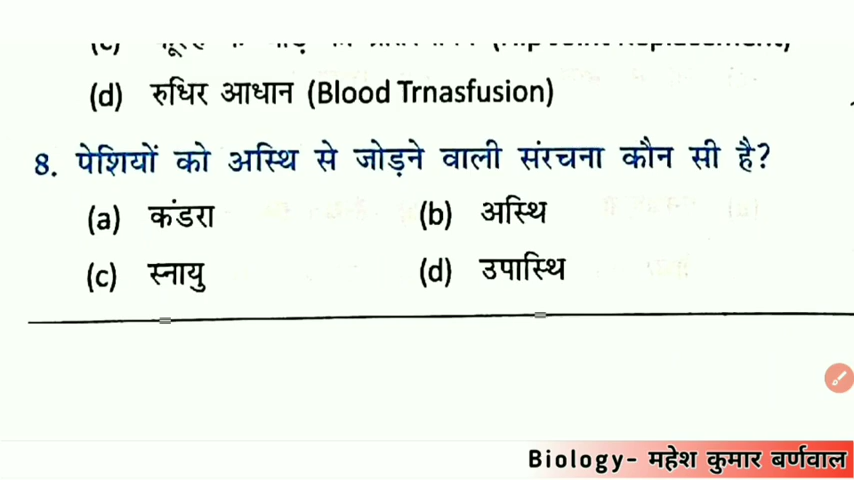 (d) रुधिर आधान (Blood Trnasfusion)
8. पेशियों को अस्थि से जोड़ने वाली संरचना कौन सी है?
(a) कंडरा (b) अस्थि
(c) स्नायु (d) उपास्थि
Biology- महेश कुमार बर्णवाल